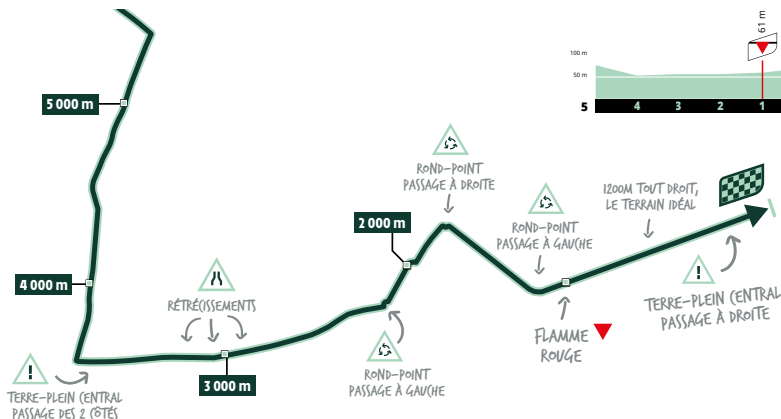 61 m
100 m
50 m
5 4 3 2 1
5 000 m
ROND-POINT
PASSAGE À DROITE
1200M TOUT DROIT,
LE TERRAIN IDÉAL
2 000 m
ROND-POINT
PASSAGE À GAUCHE
4 000 m
RÉTRÉCISSEMENTS
!
TERRE-PLEIN CENTRAL
PASSAGE À DROITE
FLAMME
ROUGE
3 000 m
ROND-POINT
PASSAGE À GAUCHE
!
TERRE-PLEIN CENTRAL
PASSAGE DES 2 CÔTÉS